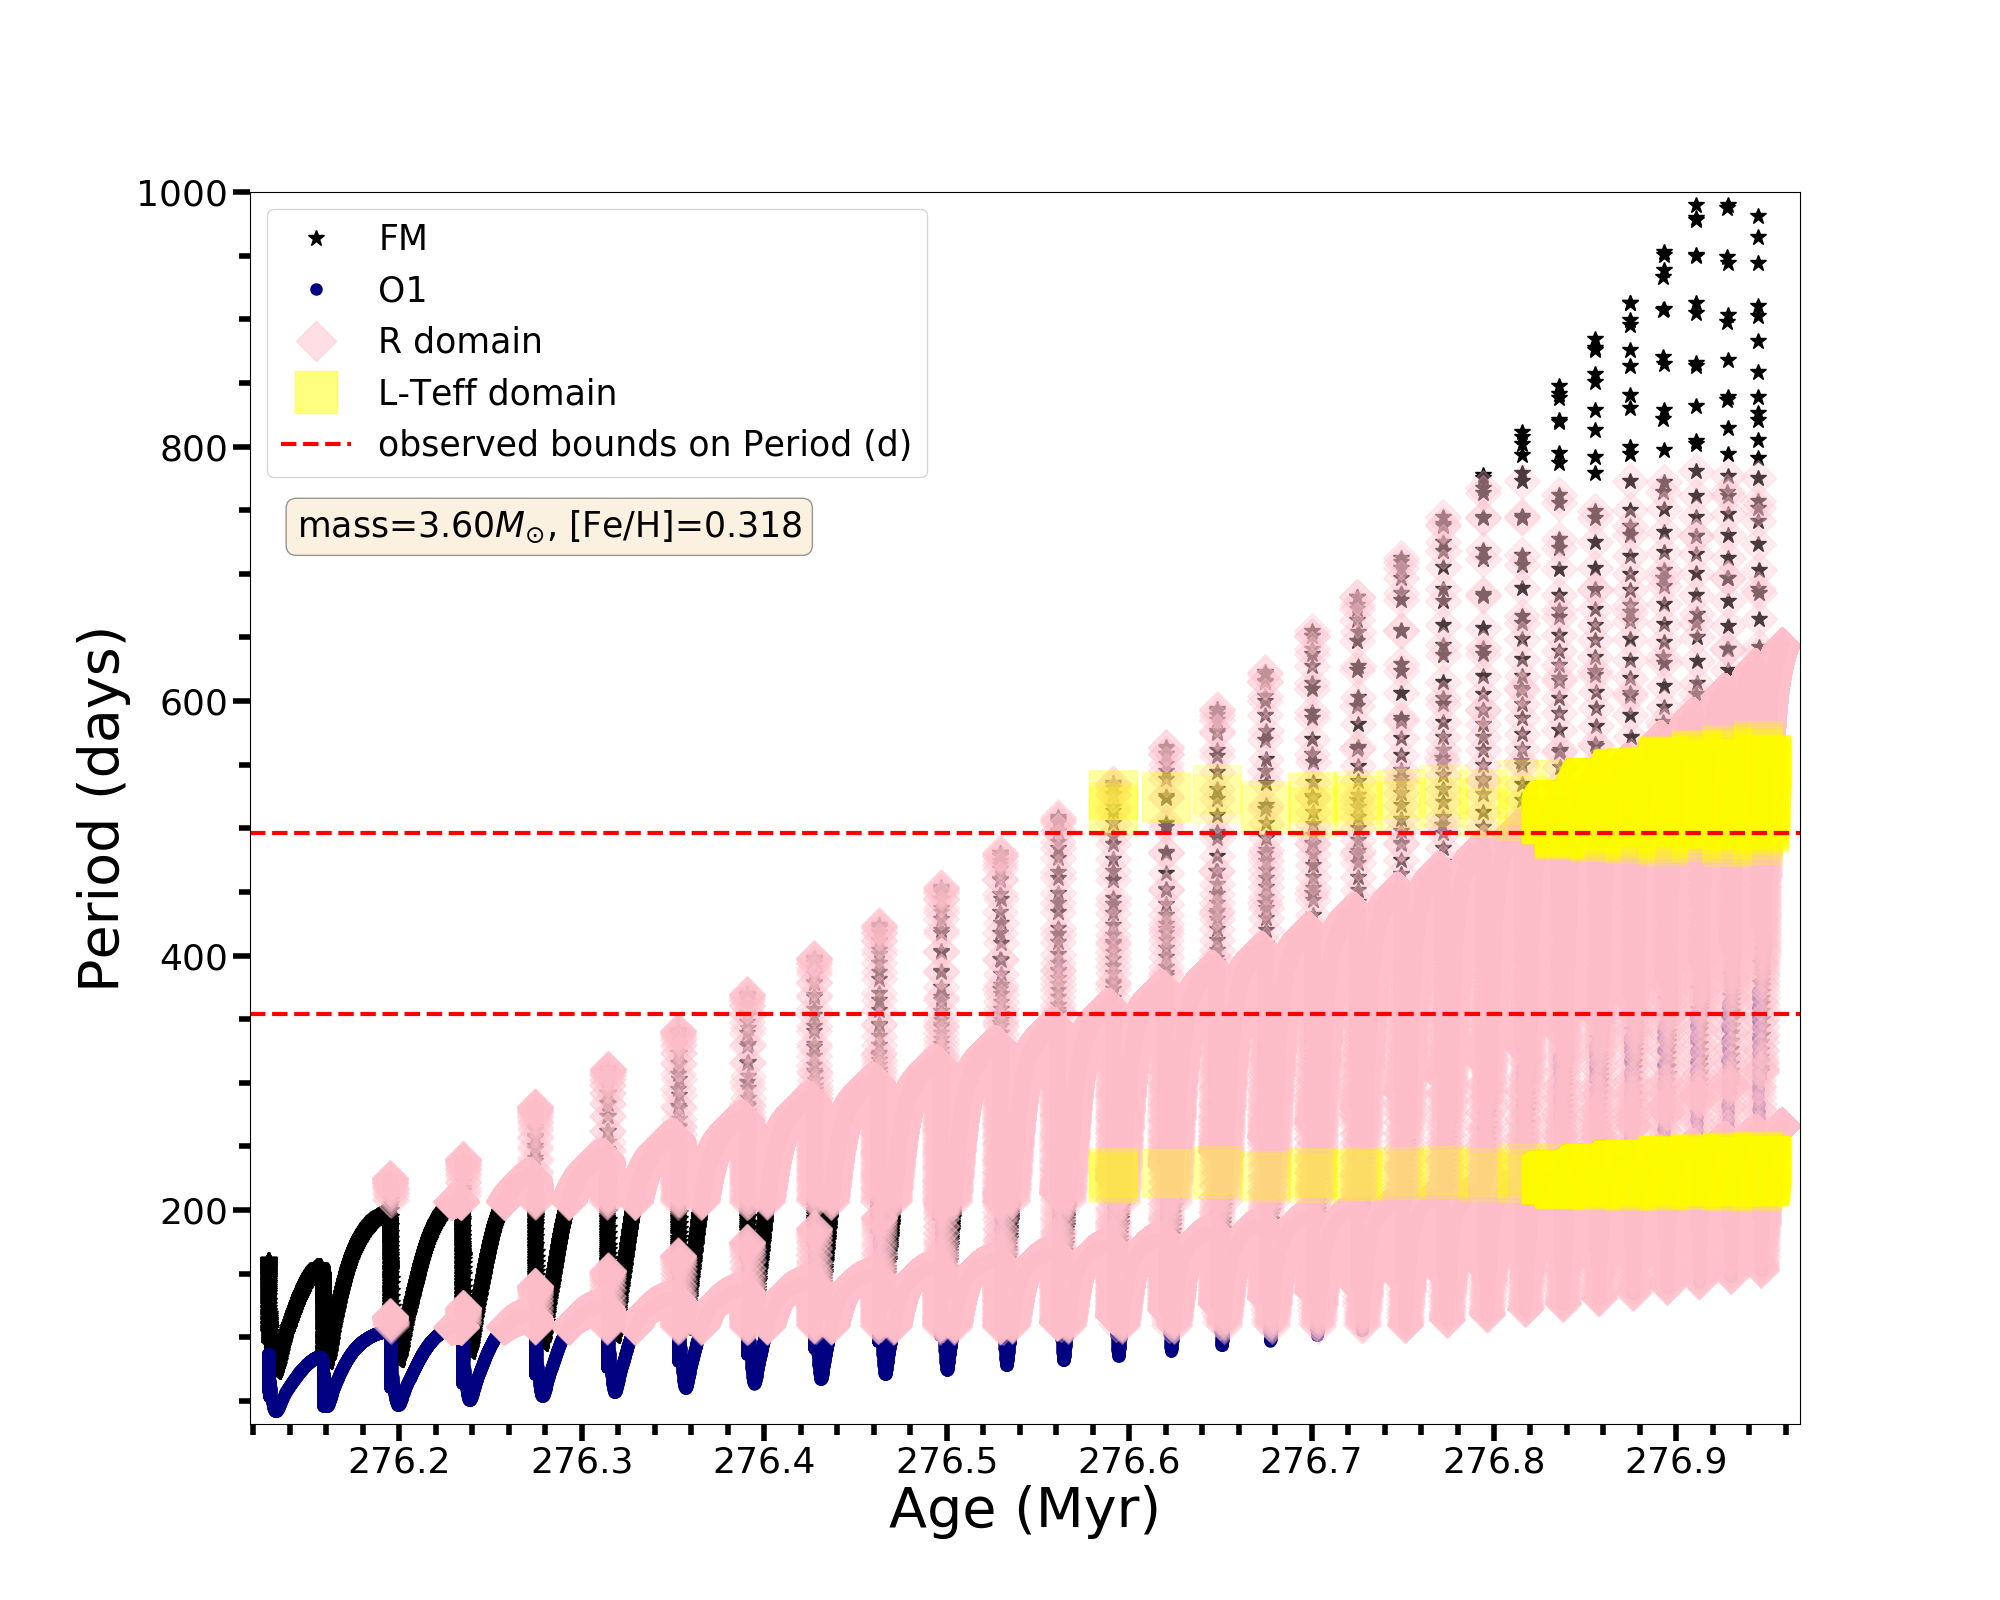 1000
800
600
400
200
Period (days)
FM
O1
R domain
L-Teff domain
observed bounds on Period (d)
mass=3.60M⊙, [Fe/H]=0.318
276.2 276.3 276.4 276.5 276.6 276.7 276.8 276.9
Age (Myr)